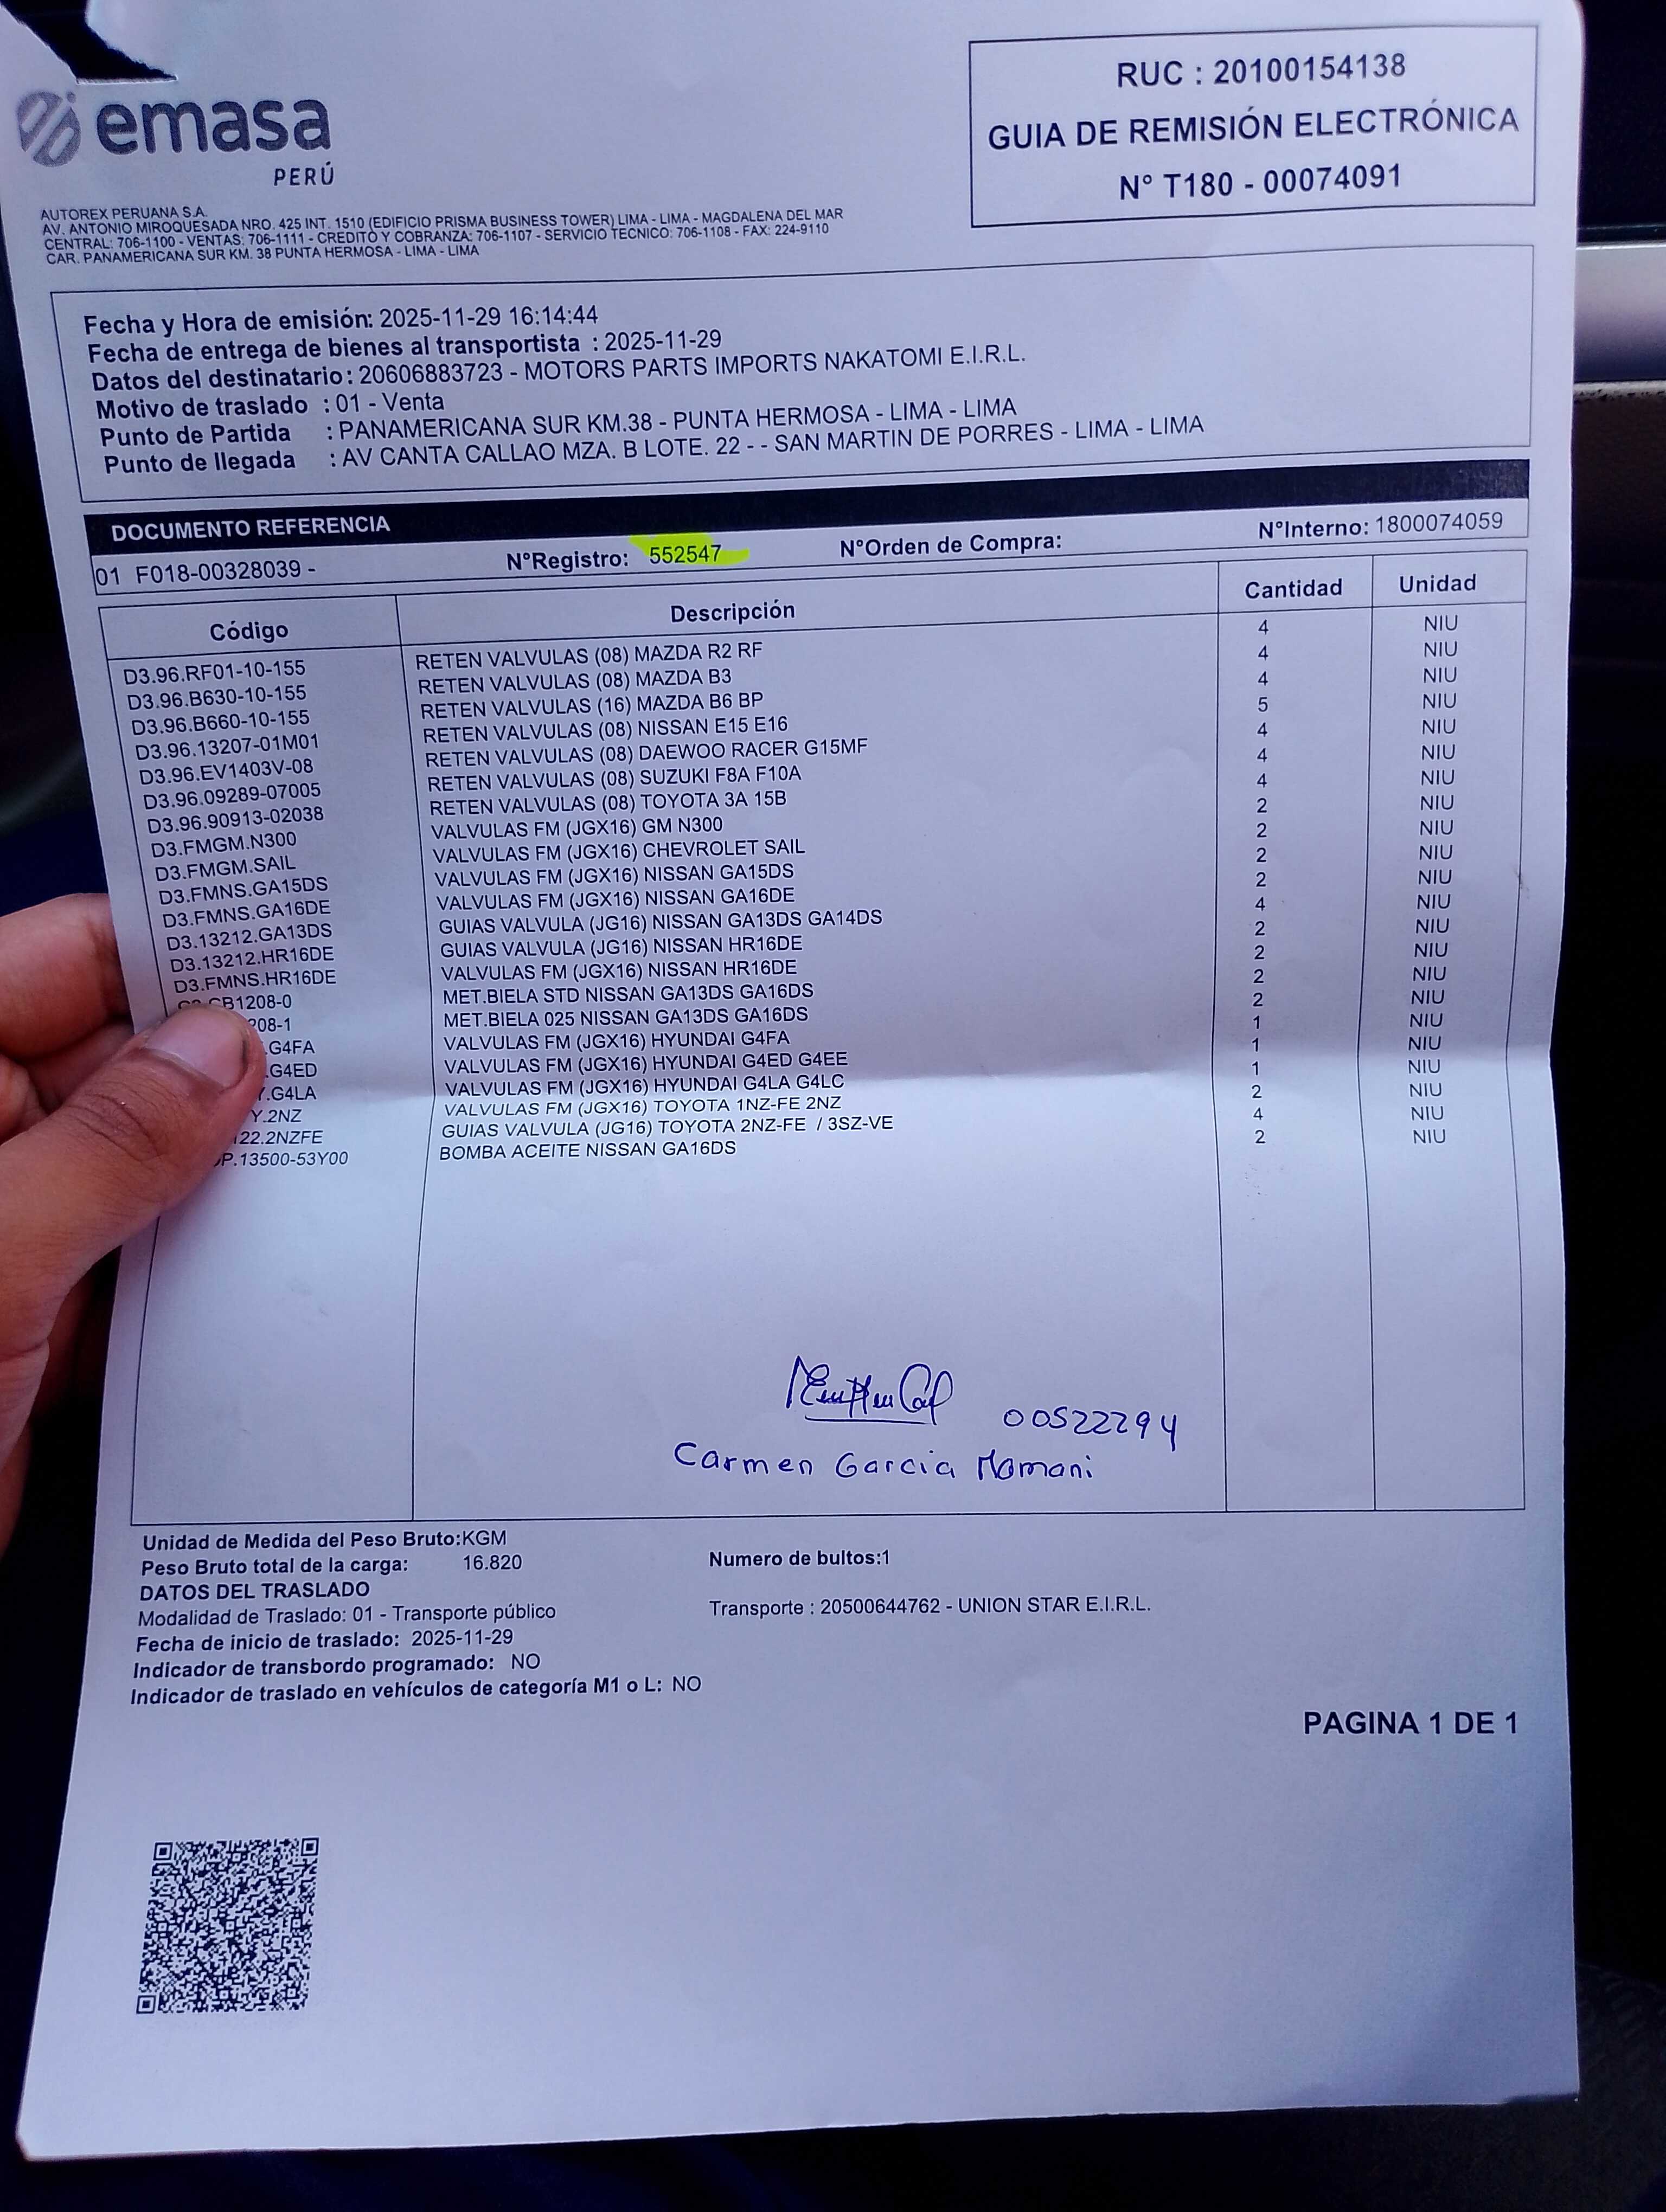 emasa
PERÚ
RUC : 20100154138
GUIA DE REMISIÓN ELECTRÓNICA
N° T180 - 00074091
AUTOREX PERUANA S.A.
AV. ANTONIO MIROQUESADA NRO. 425 INT. 1510 (EDIFICIO PRISMA BUSINESS TOWER) LIMA - LIMA - MAGDALENA DEL MAR
CENTRAL: 706-1100 - VENTAS: 706-1111 - CREDITO Y COBRANZA: 706-1107 - SERVICIO TECNICO: 706-1108 - FAX: 224-9110
CAR. PANAMERICANA SUR KM. 38 PUNTA HERMOSA - LIMA - LIMA
Fecha y Hora de emisión: 2025-11-29 16:14:44
Fecha de entrega de bienes al transportista : 2025-11-29
Datos del destinatario: 20606883723 - MOTORS PARTS IMPORTS NAKATOMI E.I.R.L.
Motivo de traslado : 01 - Venta
Punto de Partida : PANAMERICANA SUR KM.38 - PUNTA HERMOSA - LIMA - LIMA
Punto de llegada : AV CANTA CALLAO MZA. B LOTE. 22 - - SAN MARTIN DE PORRES - LIMA - LIMA
DOCUMENTO REFERENCIA
01 F018-00328039 - N°Registro: 552547 N°Orden de Compra: N°Interno: 1800074059
Código Descripción Cantidad Unidad
D3.96.RF01-10-155 RETEN VALVULAS (08) MAZDA R2 RF 4 NIU
D3.96.B630-10-155 RETEN VALVULAS (08) MAZDA B3 4 NIU
D3.96.B660-10-155 RETEN VALVULAS (16) MAZDA B6 BP 4 NIU
D3.96.13207-01M01 RETEN VALVULAS (08) NISSAN E15 E16 5 NIU
D3.96.EV1403V-08 RETEN VALVULAS (08) DAEWOO RACER G15MF 4 NIU
D3.96.09289-07005 RETEN VALVULAS (08) SUZUKI F8A F10A 4 NIU
D3.96.90913-02038 RETEN VALVULAS (08) TOYOTA 3A 15B 4 NIU
D3.FMGM.N300 VALVULAS FM (JGX16) GM N300 2 NIU
D3.FMGM.SAIL VALVULAS FM (JGX16) CHEVROLET SAIL 2 NIU
D3.FMNS.GA15DS VALVULAS FM (JGX16) NISSAN GA15DS 2 NIU
D3.FMNS.GA16DE VALVULAS FM (JGX16) NISSAN GA16DE 2 NIU
D3.13212.GA13DS GUIAS VALVULA (JG16) NISSAN GA13DS GA14DS 4 NIU
D3.13212.HR16DE GUIAS VALVULA (JG16) NISSAN HR16DE 2 NIU
D3.FMNS.HR16DE VALVULAS FM (JGX16) NISSAN HR16DE 2 NIU
CB1208-0 MET.BIELA STD NISSAN GA13DS GA16DS 2 NIU
208-1 MET.BIELA 025 NISSAN GA13DS GA16DS 2 NIU
.G4FA VALVULAS FM (JGX16) HYUNDAI G4FA 1 NIU
.G4ED VALVULAS FM (JGX16) HYUNDAI G4ED G4EE 1 NIU
.G4LA VALVULAS FM (JGX16) HYUNDAI G4LA G4LC 1 NIU
Y.2NZ VALVULAS FM (JGX16) TOYOTA 1NZ-FE 2NZ 2 NIU
22.2NZFE GUIAS VALVULA (JG16) TOYOTA 2NZ-FE / 3SZ-VE 4 NIU
P.13500-53Y00 BOMBA ACEITE NISSAN GA16DS 2 NIU
00522294
Carmen Garcia Mamani
Unidad de Medida del Peso Bruto:KGM
Peso Bruto total de la carga: 16.820 Numero de bultos:1
DATOS DEL TRASLADO
Modalidad de Traslado: 01 - Transporte público Transporte : 20500644762 - UNION STAR E.I.R.L.
Fecha de inicio de traslado: 2025-11-29
Indicador de transbordo programado: NO
Indicador de traslado en vehículos de categoría M1 o L: NO
PAGINA 1 DE 1